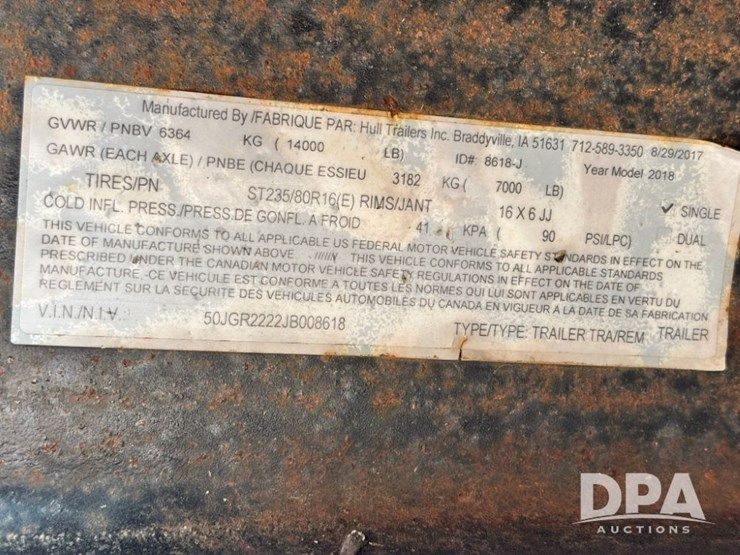 Manufactured By /FABRIQUE PAR: Hull Trailers Inc. Braddyville, IA 51631 712-589-3350 8/29/2017
GVWR / PNBV 6364 KG ( 14000 LB) ID#: 8618-J Year Model 2018
GAWR (EACH AXLE) / PNBE (CHAQUE ESSIEU 3182 KG ( 7000 LB)
TIRES/PN ST235/80R16(E) RIMS/JANT 16 X 6 JJ ✓ SINGLE
COLD INFL. PRESS./PRESS.DE GONFL. A FROID 41 KPA ( 90 PSI/LPC) DUAL
THIS VEHICLE CONFORMS TO ALL APPLICABLE US FEDERAL MOTOR VEHICLE SAFETY STANDARDS IN EFFECT ON THE
DATE OF MANUFACTURE SHOWN ABOVE ////// THIS VEHICLE CONFORMS TO ALL APPLICABLE STANDARDS
PRESCRIBED UNDER THE CANADIAN MOTOR VEHICLE SAFETY REGULATIONS IN EFFECT ON THE DATE OF
MANUFACTURE.-CE VEHICULE EST CONFORME A TOUTES LES NORMES QUI LUI SONT APPLICABLES EN VERTU DU
REGLEMENT SUR LA SECURITE DES VEHICULES AUTOMOBILES DU CANADA EN VIGUEUR A LA DATE DE SA FABRICATION
V.I.N./N.I.V. 50JGR2222JB008618 TYPE/TYPE: TRAILER TRA/REM TRAILER
DPA
AUCTIONS